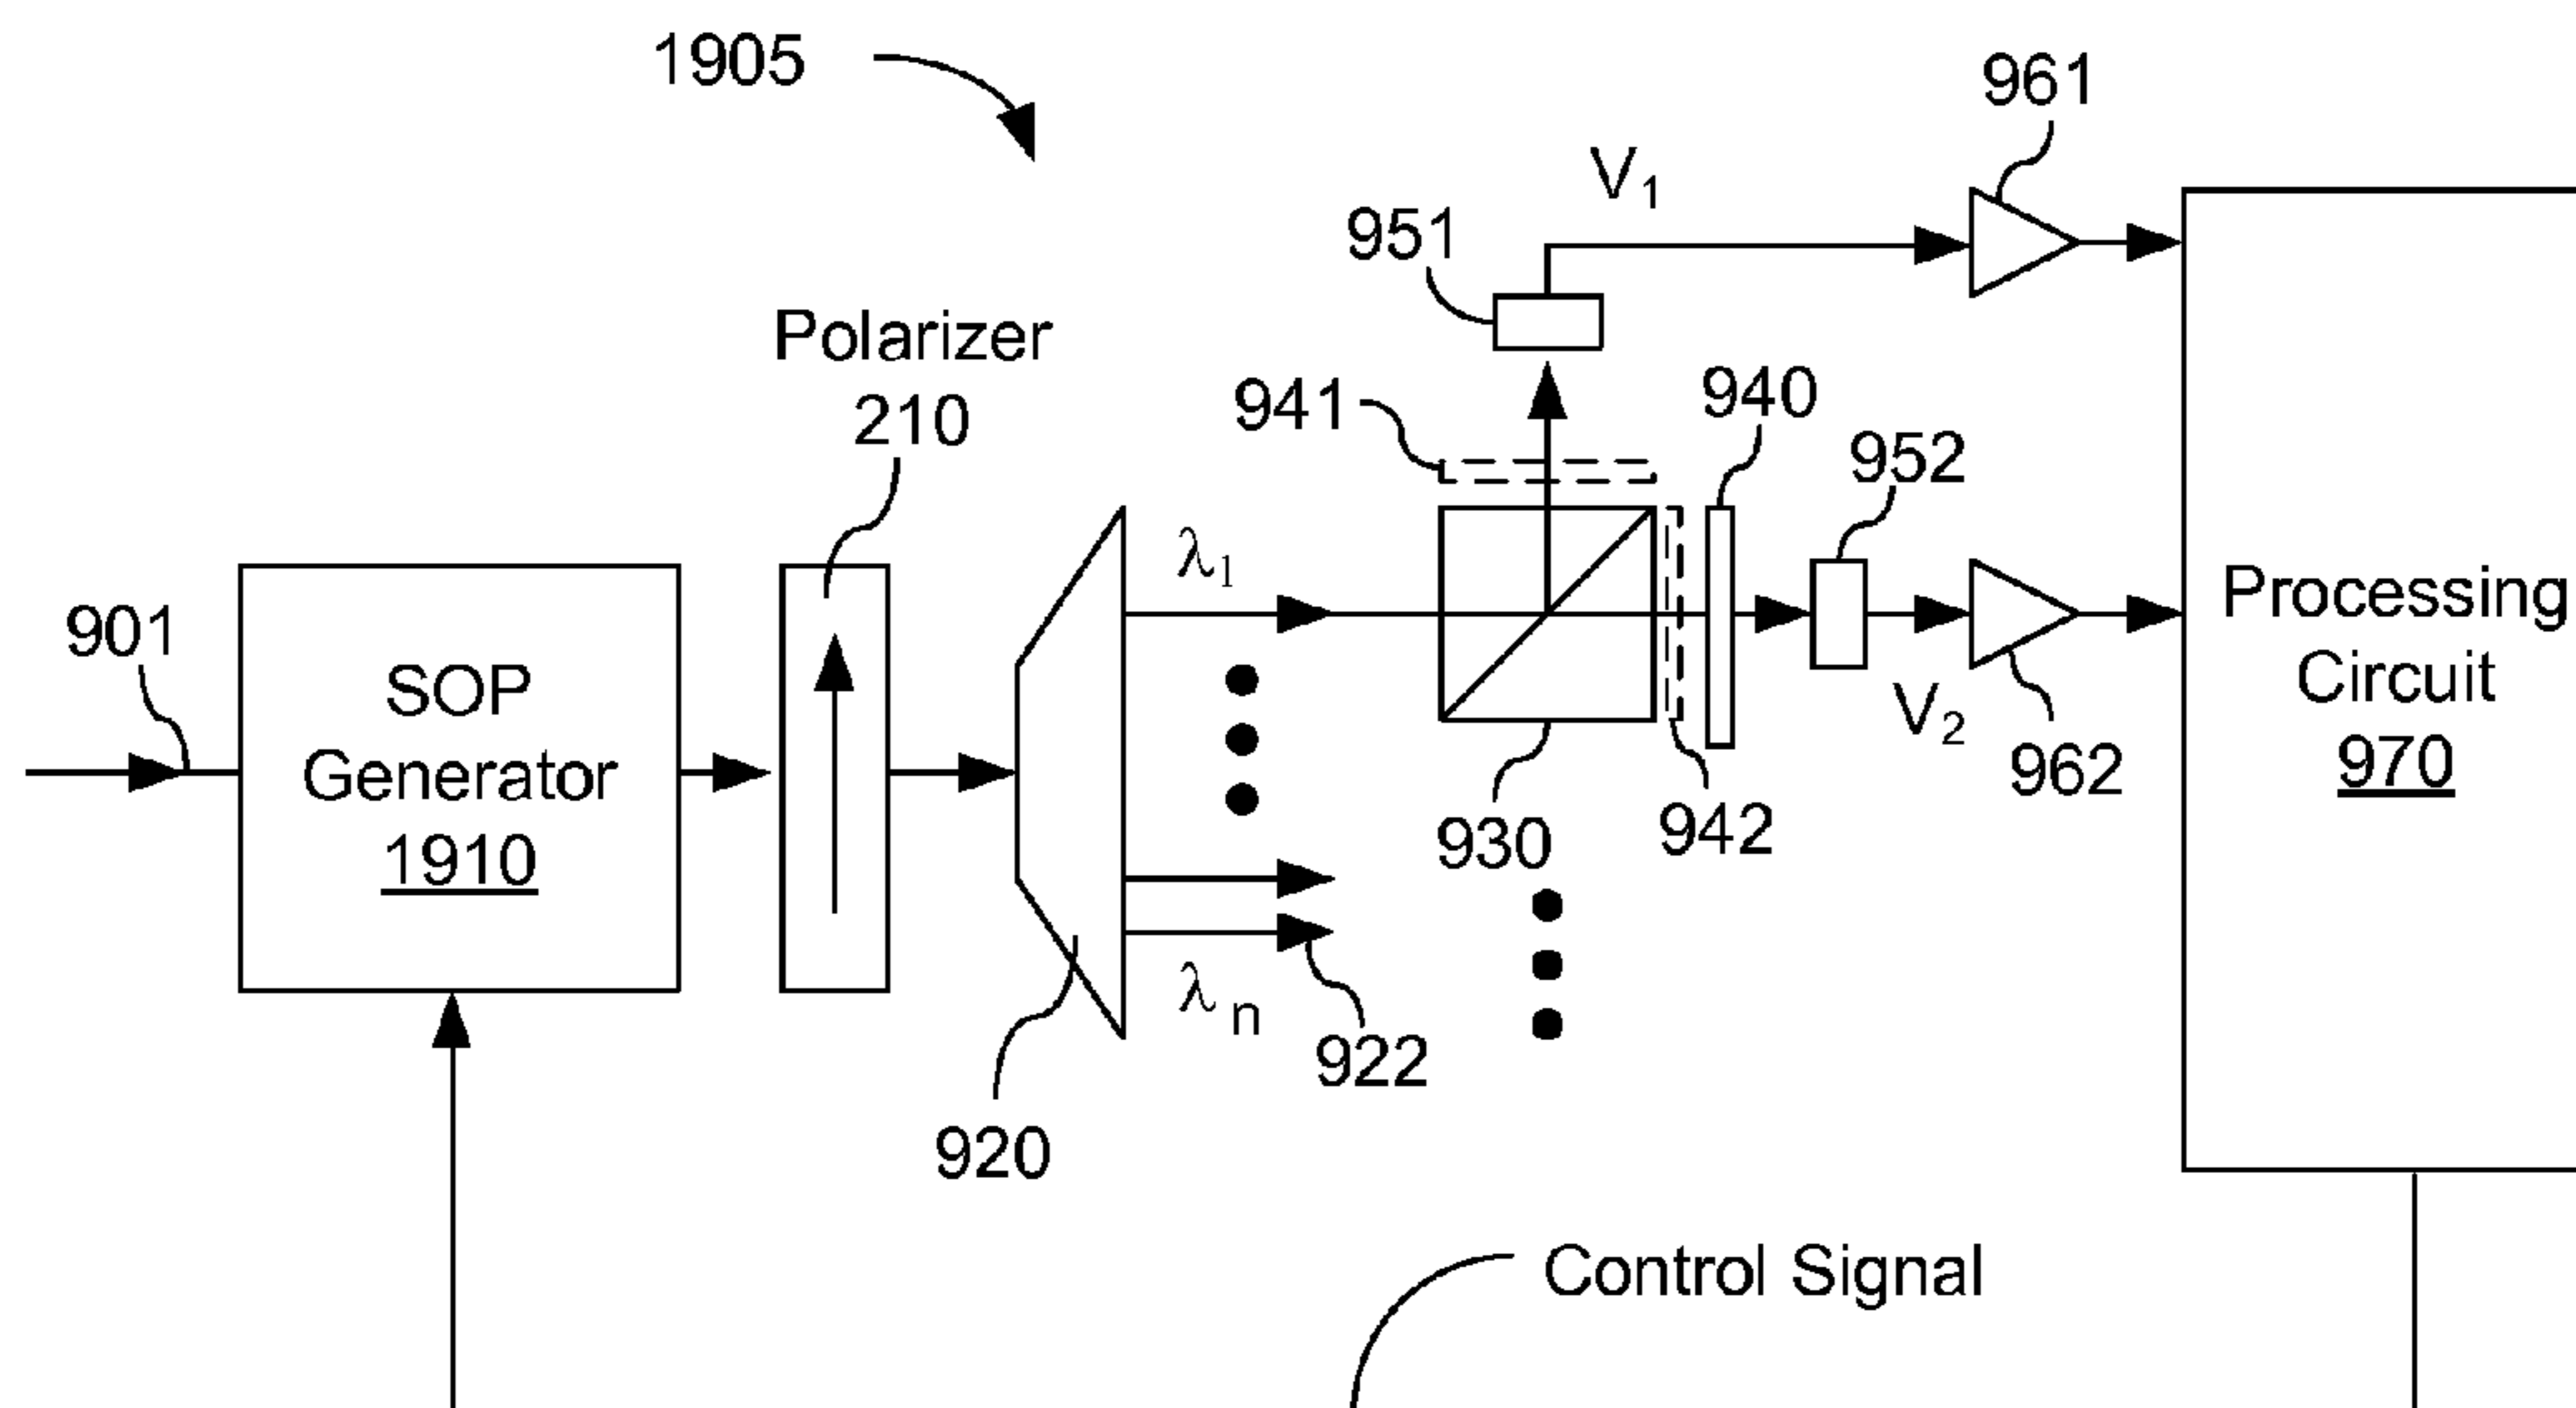 1905
961
V1
951
Polarizer
210
941
940
952
λ1
901
SOP
Generator
1910
Processing
Circuit
970
V2
962
930
942
λn
922
920
Control Signal